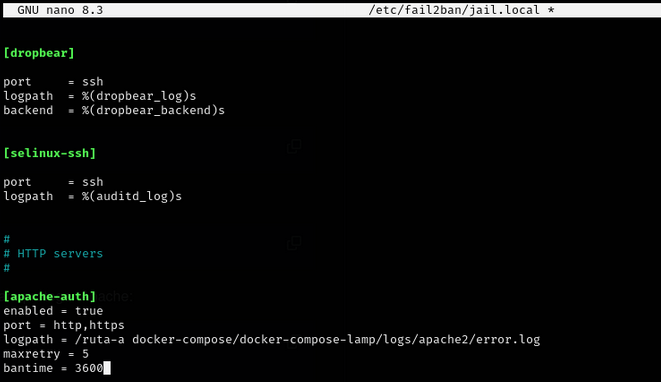 GNU nano 8.3 /etc/fail2ban/jail.local *
[dropbear]
port     = ssh
logpath  = %(dropbear_log)s
backend  = %(dropbear_backend)s
[selinux-ssh]
port     = ssh
logpath  = %(auditd_log)s
#
# HTTP servers
#
[apache-auth]
enabled = true
port = http,https
logpath = /ruta-a docker-compose/docker-compose-lamp/logs/apache2/error.log
maxretry = 5
bantime = 3600